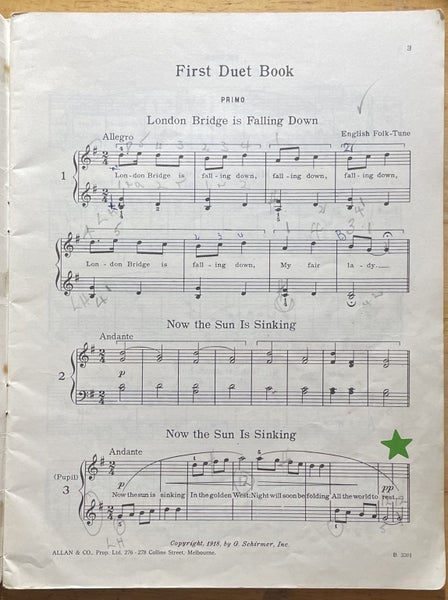 3
First Duet Book
PRIMO
London Bridge is Falling Down
Allegro English Folk-Tune
1
Lon-don Bridge is fall-ing down, fall-ing down, fall-ing down,
Lon-don Bridge is fall-ing down, My fair la-dy.
Now the Sun Is Sinking
Andante
2
p
Now the Sun Is Sinking
Andante
(Pupil)
3
p pp
Now the sun is sinking In the golden West: Night will soon be folding All the world to rest.
LH
Copyright, 1918, by G. Schirmer, Inc.
ALLAN & CO., Prop. Ltd. 276 - 278 Collins Street, Melbourne.